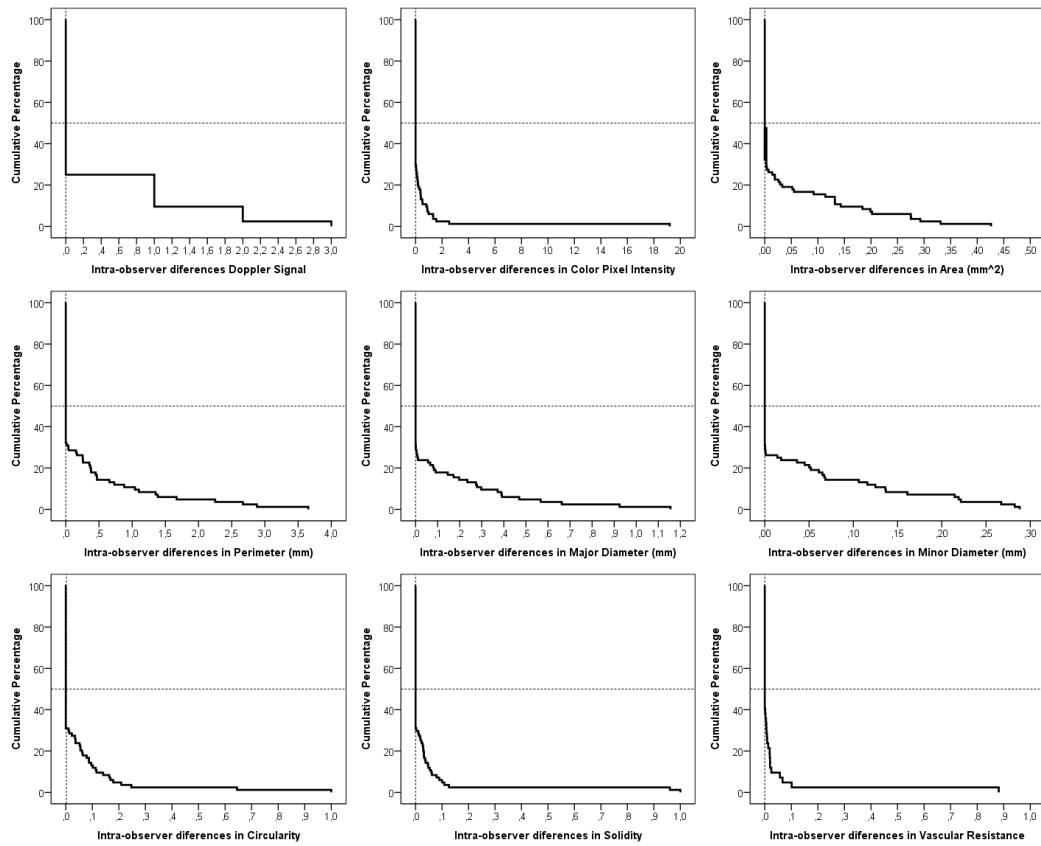 Cumulative Percentage
100
80
60
40
20
0
,0 ,2 ,4 ,6 ,8 1,0 1,2 1,4 1,6 1,8 2,0 2,2 2,4 2,6 2,8 3,0
Intra-observer diferences Doppler Signal
Cumulative Percentage
100
80
60
40
20
0
0 2 4 6 8 10 12 14 16 18 20
Intra-observer diferences in Color Pixel Intensity
Cumulative Percentage
100
80
60
40
20
0
,00 ,05 ,10 ,15 ,20 ,25 ,30 ,35 ,40 ,45 ,50
Intra-observer diferences in Area (mm^2)
Cumulative Percentage
100
80
60
40
20
0
,0 ,5 1,0 1,5 2,0 2,5 3,0 3,5 4,0
Intra-observer diferences in Perimeter (mm)
Cumulative Percentage
100
80
60
40
20
0
,0 ,1 ,2 ,3 ,4 ,5 ,6 ,7 ,8 ,9 1,0 1,1 1,2
Intra-observer diferences in Major Diameter (mm)
Cumulative Percentage
100
80
60
40
20
0
,00 ,05 ,10 ,15 ,20 ,25 ,30
Intra-observer diferences in Minor Diameter (mm)
Cumulative Percentage
100
80
60
40
20
0
,0 ,1 ,2 ,3 ,4 ,5 ,6 ,7 ,8 ,9 1,0
Intra-observer diferences in Circularity
Cumulative Percentage
100
80
60
40
20
0
,0 ,1 ,2 ,3 ,4 ,5 ,6 ,7 ,8 ,9 1,0
Intra-observer diferences in Solidity
Cumulative Percentage
100
80
60
40
20
0
,0 ,1 ,2 ,3 ,4 ,5 ,6 ,7 ,8 ,9 1,0
Intra-observer diferences in Vascular Resistance